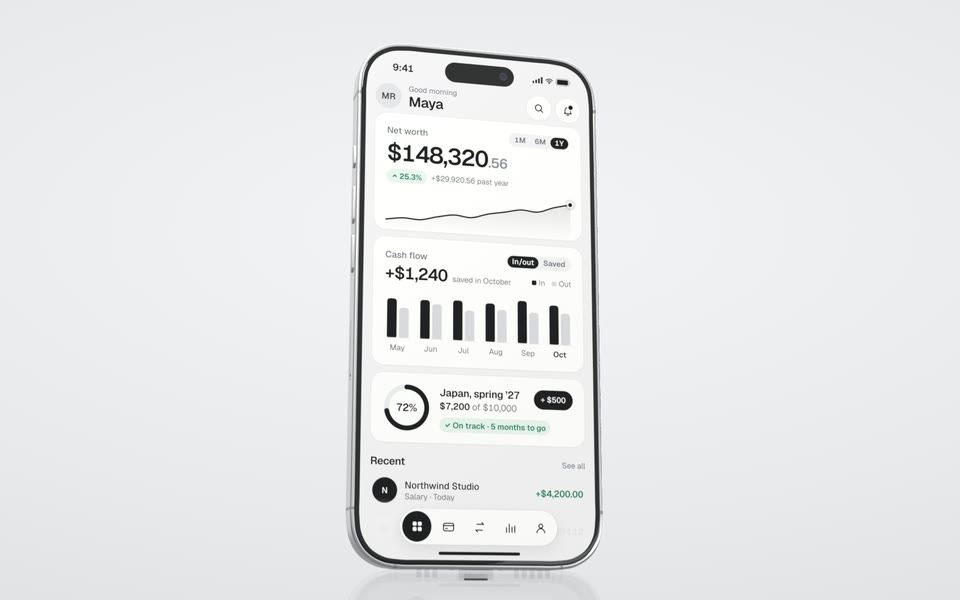 9:41
MR
Good morning
Maya
Net worth
1M 6M 1Y
$148,320.56
25.3% +$29,920.56 past year
Cash flow
In/out Saved
+$1,240 saved in October
In Out
May Jun Jul Aug Sep Oct
72%
Japan, spring ’27
$7,200 of $10,000
+ $500
On track · 5 months to go
Recent
See all
N
Northwind Studio
Salary · Today
+$4,200.00